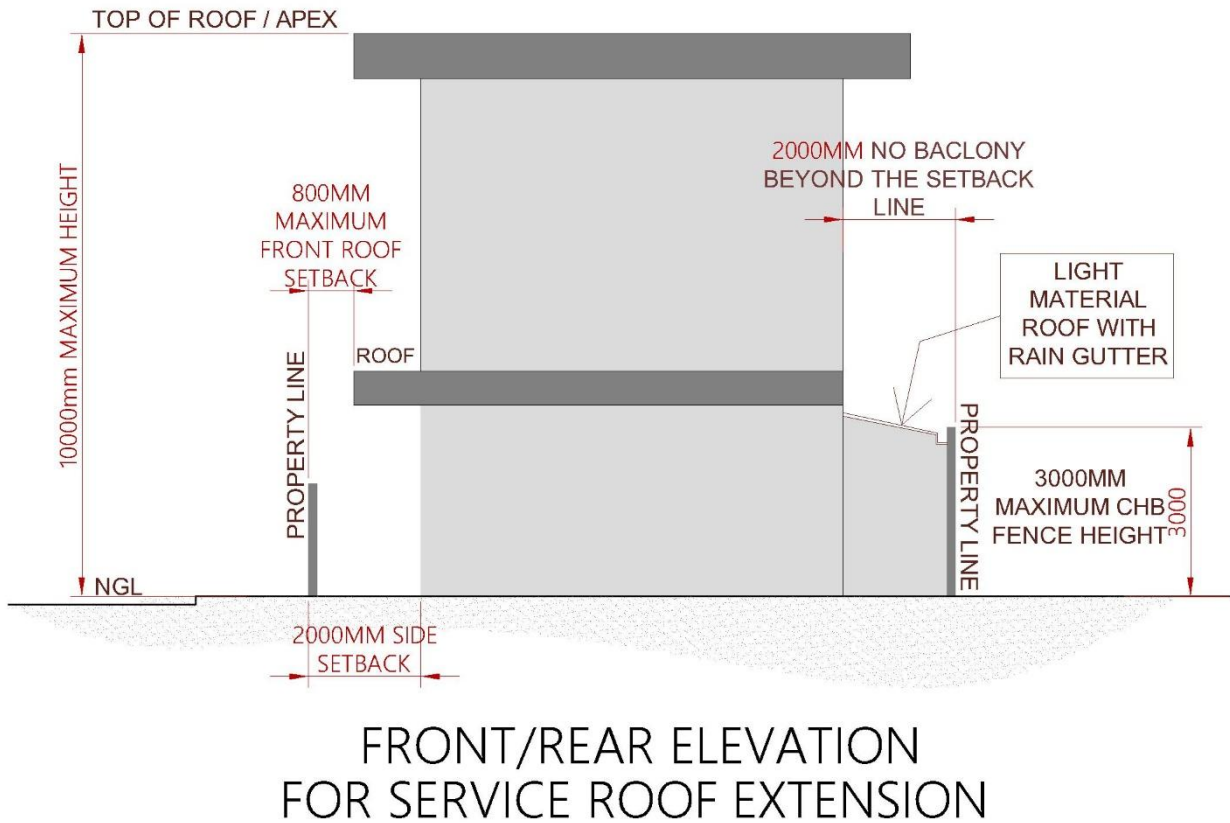 TOP OF ROOF / APEX
10000mm MAXIMUM HEIGHT
800MM
MAXIMUM
FRONT ROOF
SETBACK
2000MM NO BACLONY
BEYOND THE SETBACK
LINE
LIGHT
MATERIAL
ROOF WITH
RAIN GUTTER
ROOF
PROPERTY LINE
PROPERTY LINE
3000MM
MAXIMUM CHB
FENCE HEIGHT
3000
NGL
2000MM SIDE
SETBACK
FRONT/REAR ELEVATION
FOR SERVICE ROOF EXTENSION